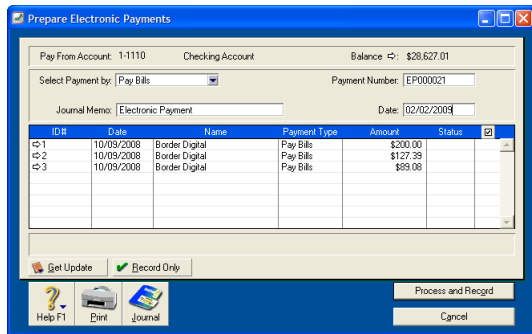 Prepare Electronic Payments
Pay From Account: 1-1110 Checking Account Balance ⇨: $28,627.01
Select Payment by: Pay Bills Payment Number: EP000021
Journal Memo: Electronic Payment Date: 02/02/2009
ID# Date Name Payment Type Amount Status
⇨1 10/09/2008 Border Digital Pay Bills $200.00
⇨2 10/09/2008 Border Digital Pay Bills $127.39
⇨3 10/09/2008 Border Digital Pay Bills $89.08
Get Update Record Only
Process and Record
Help F1 Print Journal Cancel